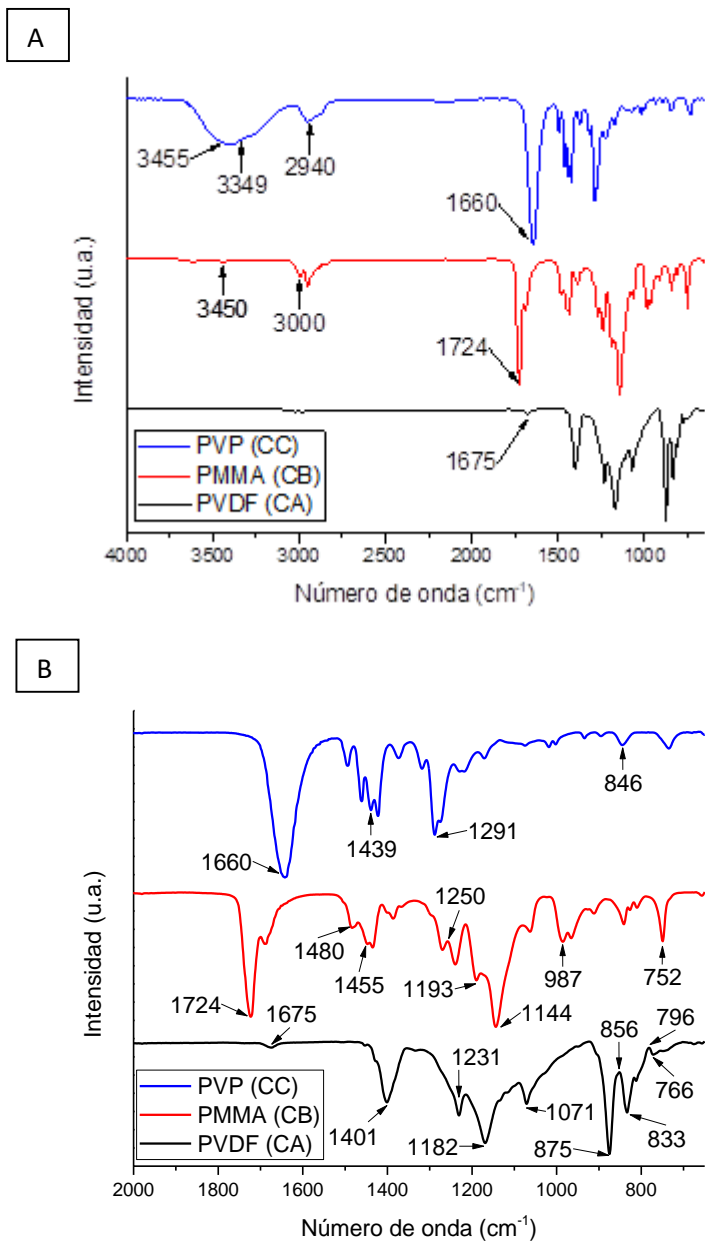 A
3455
3349
2940
1660
3450
3000
1724
1675
PVP (CC)
PMMA (CB)
PVDF (CA)
Intensidad (u.a.)
4000 3500 3000 2500 2000 1500 1000
Número de onda (cm⁻¹)
B
846
1439
1291
1660
1250
1480
1455
1193
987
752
1724
1144
1675
856
796
1231
766
1071
1401
833
1182
875
PVP (CC)
PMMA (CB)
PVDF (CA)
Intensidad (u.a.)
2000 1800 1600 1400 1200 1000 800
Número de onda (cm⁻¹)